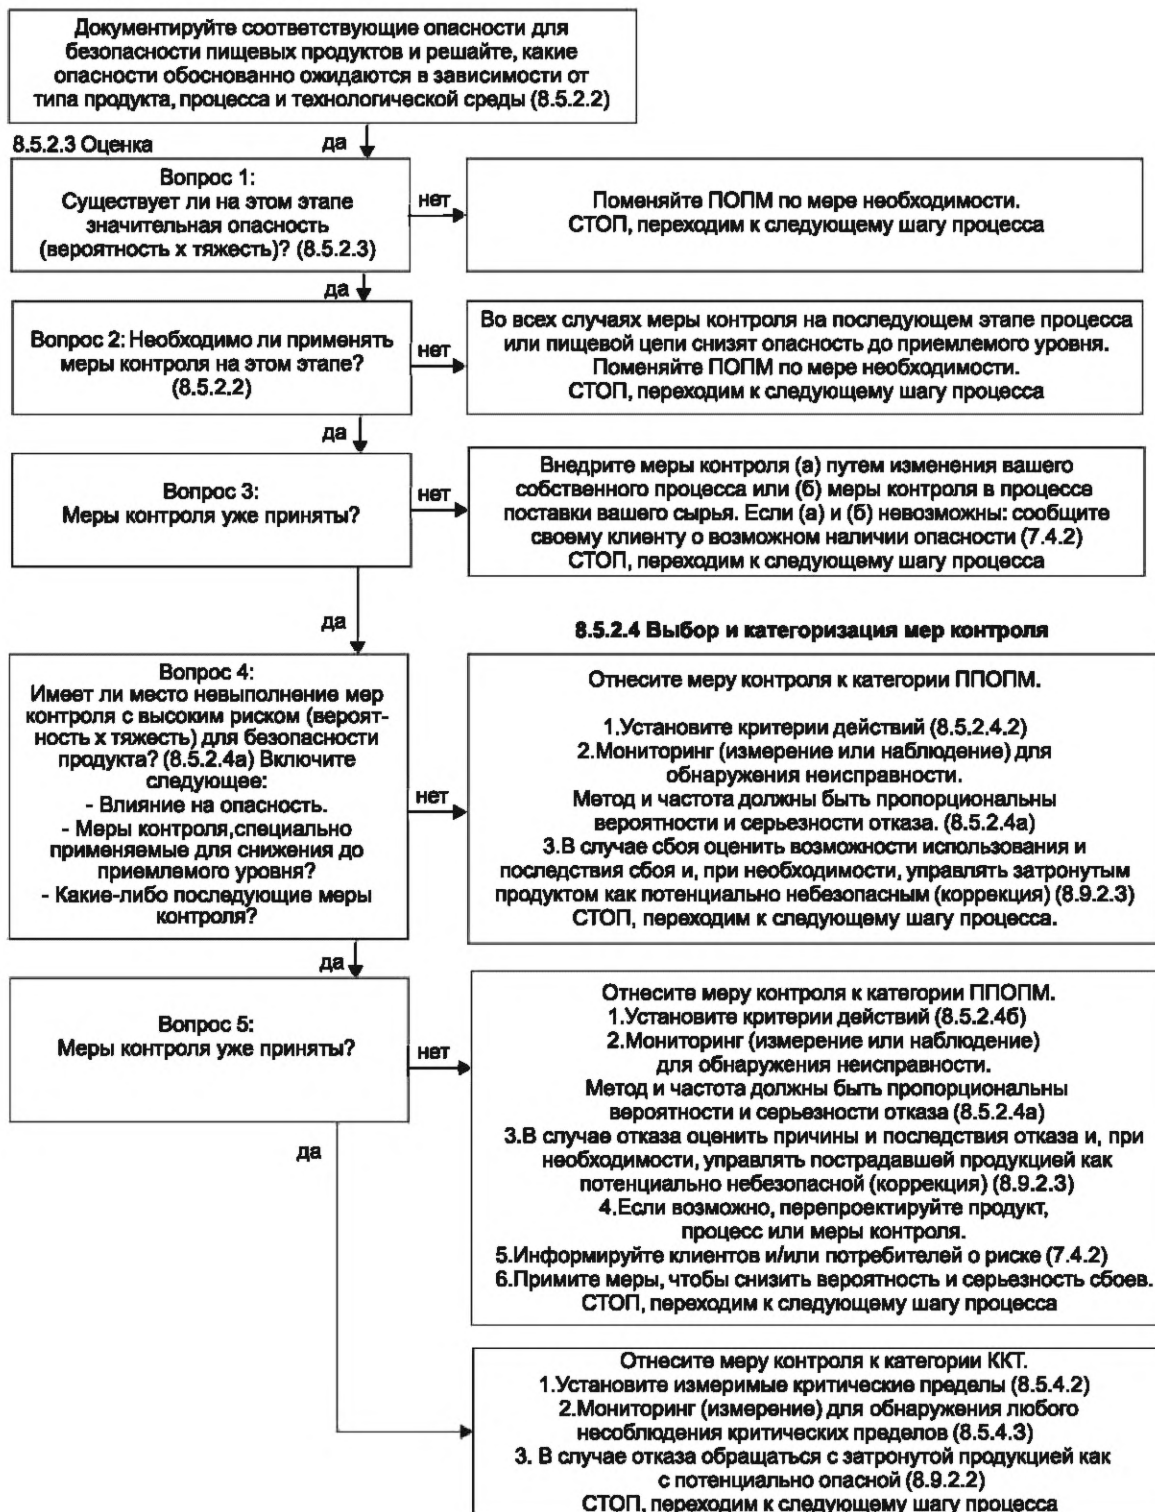 Документируйте соответствующие опасности для
безопасности пищевых продуктов и решайте, какие
опасности обоснованно ожидаются в зависимости от
типа продукта, процесса и технологической среды (8.5.2.2)
8.5.2.3 Оценка
да
Вопрос 1:
Существует ли на этом этапе
значительная опасность
(вероятность х тяжесть)? (8.5.2.3)
нет
Поменяйте ПОПМ по мере необходимости.
СТОП, переходим к следующему шагу процесса
да
Вопрос 2: Необходимо ли применять
меры контроля на этом этапе?
(8.5.2.2)
нет
Во всех случаях меры контроля на последующем этапе процесса
или пищевой цепи снизят опасность до приемлемого уровня.
Поменяйте ПОПМ по мере необходимости.
СТОП, переходим к следующему шагу процесса
да
Вопрос 3:
Меры контроля уже приняты?
нет
Внедрите меры контроля (а) путем изменения вашего
собственного процесса или (б) меры контроля в процессе
поставки вашего сырья. Если (а) и (б) невозможны: сообщите
своему клиенту о возможном наличии опасности (7.4.2)
СТОП, переходим к следующему шагу процесса
да
8.5.2.4 Выбор и категоризация мер контроля
Вопрос 4:
Имеет ли место невыполнение мер
контроля с высоким риском (вероят-
ность х тяжесть) для безопасности
продукта? (8.5.2.4а) Включите
следующее:
- Влияние на опасность.
- Меры контроля,специально
применяемые для снижения до
приемлемого уровня?
- Какие-либо последующие меры
контроля?
нет
Отнесите меру контроля к категории ППОПМ.
1.Установите критерии действий (8.5.2.4.2)
2.Мониторинг (измерение или наблюдение) для
обнаружения неисправности.
Метод и частота должны быть пропорциональны
вероятности и серьезности отказа. (8.5.2.4а)
3.В случае сбоя оценить возможности использования и
последствия сбоя и, при необходимости, управлять затронутым
продуктом как потенциально небезопасным (коррекция) (8.9.2.3)
СТОП, переходим к следующему шагу процесса.
да
Вопрос 5:
Меры контроля уже приняты?
нет
Отнесите меру контроля к категории ППОПМ.
1.Установите критерии действий (8.5.2.4б)
2.Мониторинг (измерение или наблюдение)
для обнаружения неисправности.
Метод и частота должны быть пропорциональны
вероятности и серьезности отказа (8.5.2.4а)
3.В случае отказа оценить причины и последствия отказа и, при
необходимости, управлять пострадавшей продукцией как
потенциально небезопасной (коррекция) (8.9.2.3)
4.Если возможно, перепроектируйте продукт,
процесс или меры контроля.
5.Информируйте клиентов и/или потребителей о риске (7.4.2)
6.Примите меры, чтобы снизить вероятность и серьезность сбоев.
СТОП, переходим к следующему шагу процесса
да
Отнесите меру контроля к категории ККТ.
1.Установите измеримые критические пределы (8.5.4.2)
2.Мониторинг (измерение) для обнаружения любого
несоблюдения критических пределов (8.5.4.3)
3. В случае отказа обращаться с затронутой продукцией как
с потенциально опасной (8.9.2.2)
СТОП, переходим к следующему шагу процесса